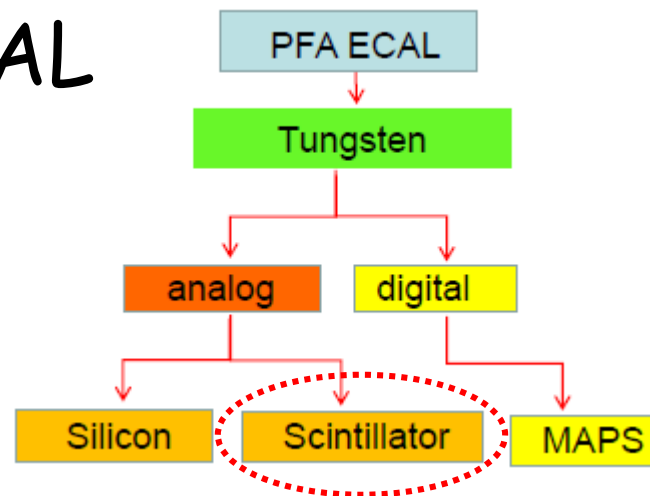 AL
PFA ECAL
Tungsten
analog digital
Silicon Scintillator MAPS